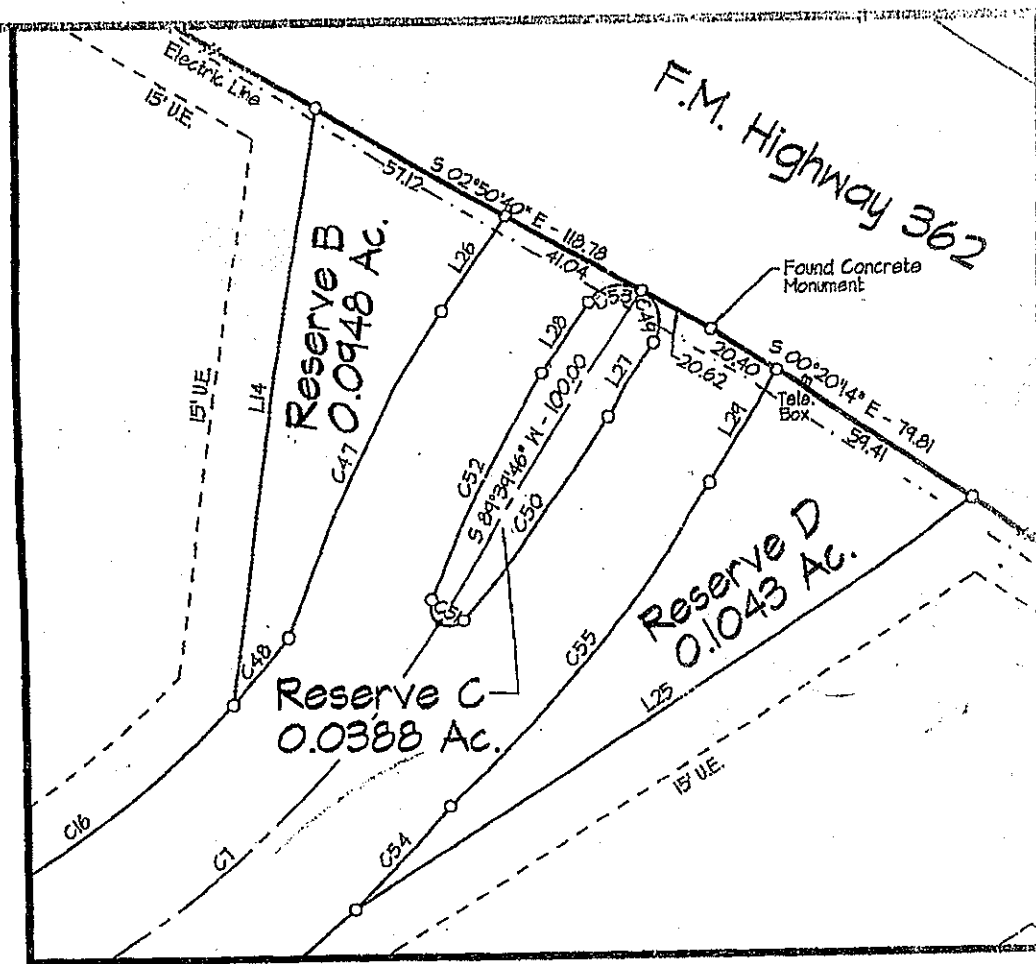 Electric Line
15' U.E.
F.M. Highway 362
57.12
S 02°50'40" E - 118.78
41.04
Found Concrete
Monument
Reserve B
0.0948 Ac.
L26
C53
C49
20.40
S 00°20'14" E - 79.81
20.62
L28
L27
Tele.
Box
59.41
L14
15' U.E.
L29
C47
C52
S 89°39'46" W - 100.00
C50
Reserve D
0.1043 Ac.
C51
C48
C55
Reserve C
0.0388 Ac.
L25
15' U.E.
C16
C7
C54